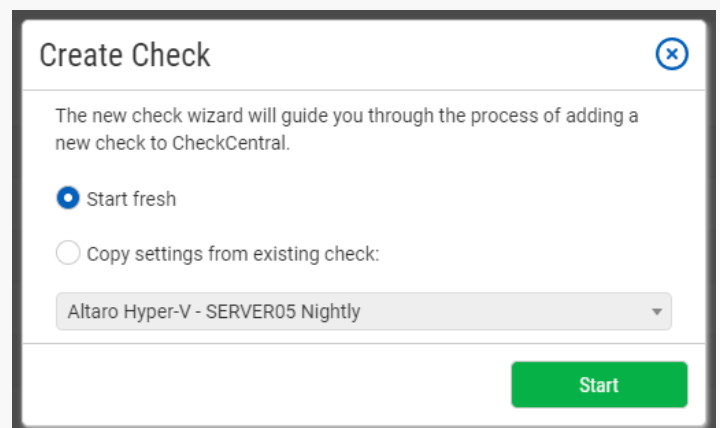 Create Check
The new check wizard will guide you through the process of adding a
new check to CheckCentral.
Start fresh
Copy settings from existing check:
Altaro Hyper-V - SERVER05 Nightly
Start